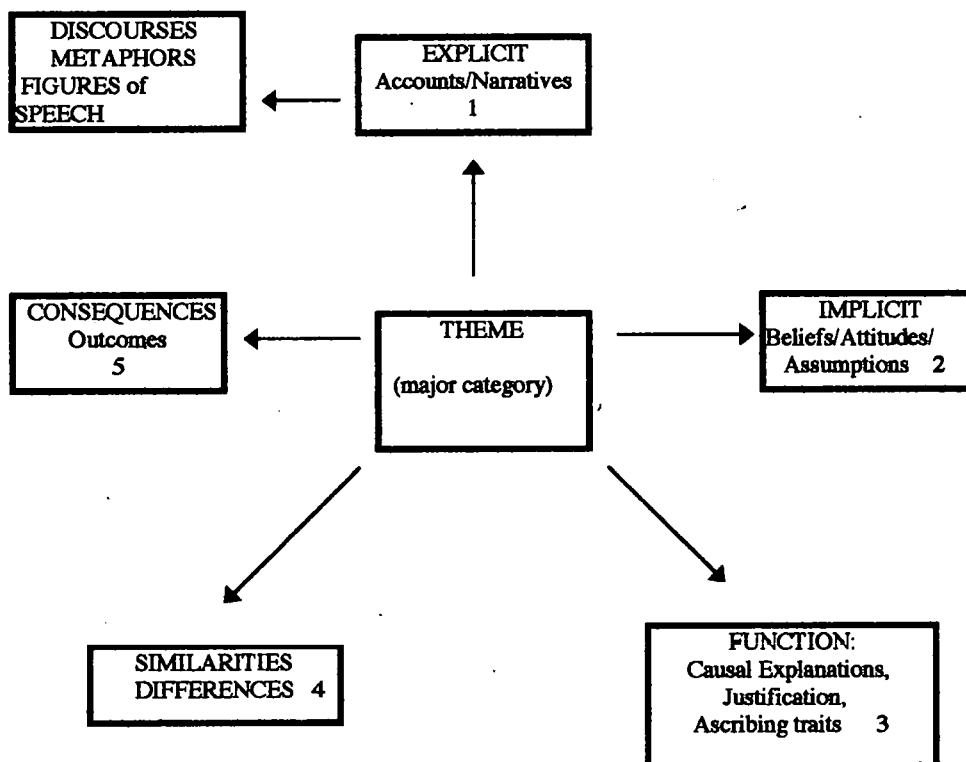 DISCOURSES
METAPHORS
FIGURES of
SPEECH
EXPLICIT
Accounts/Narratives
1
CONSEQUENCES
Outcomes
5
THEME
(major category)
IMPLICIT
Beliefs/Attitudes/
Assumptions 2
SIMILARITIES
DIFFERENCES 4
FUNCTION:
Causal Explanations,
Justification,
Ascribing traits 3